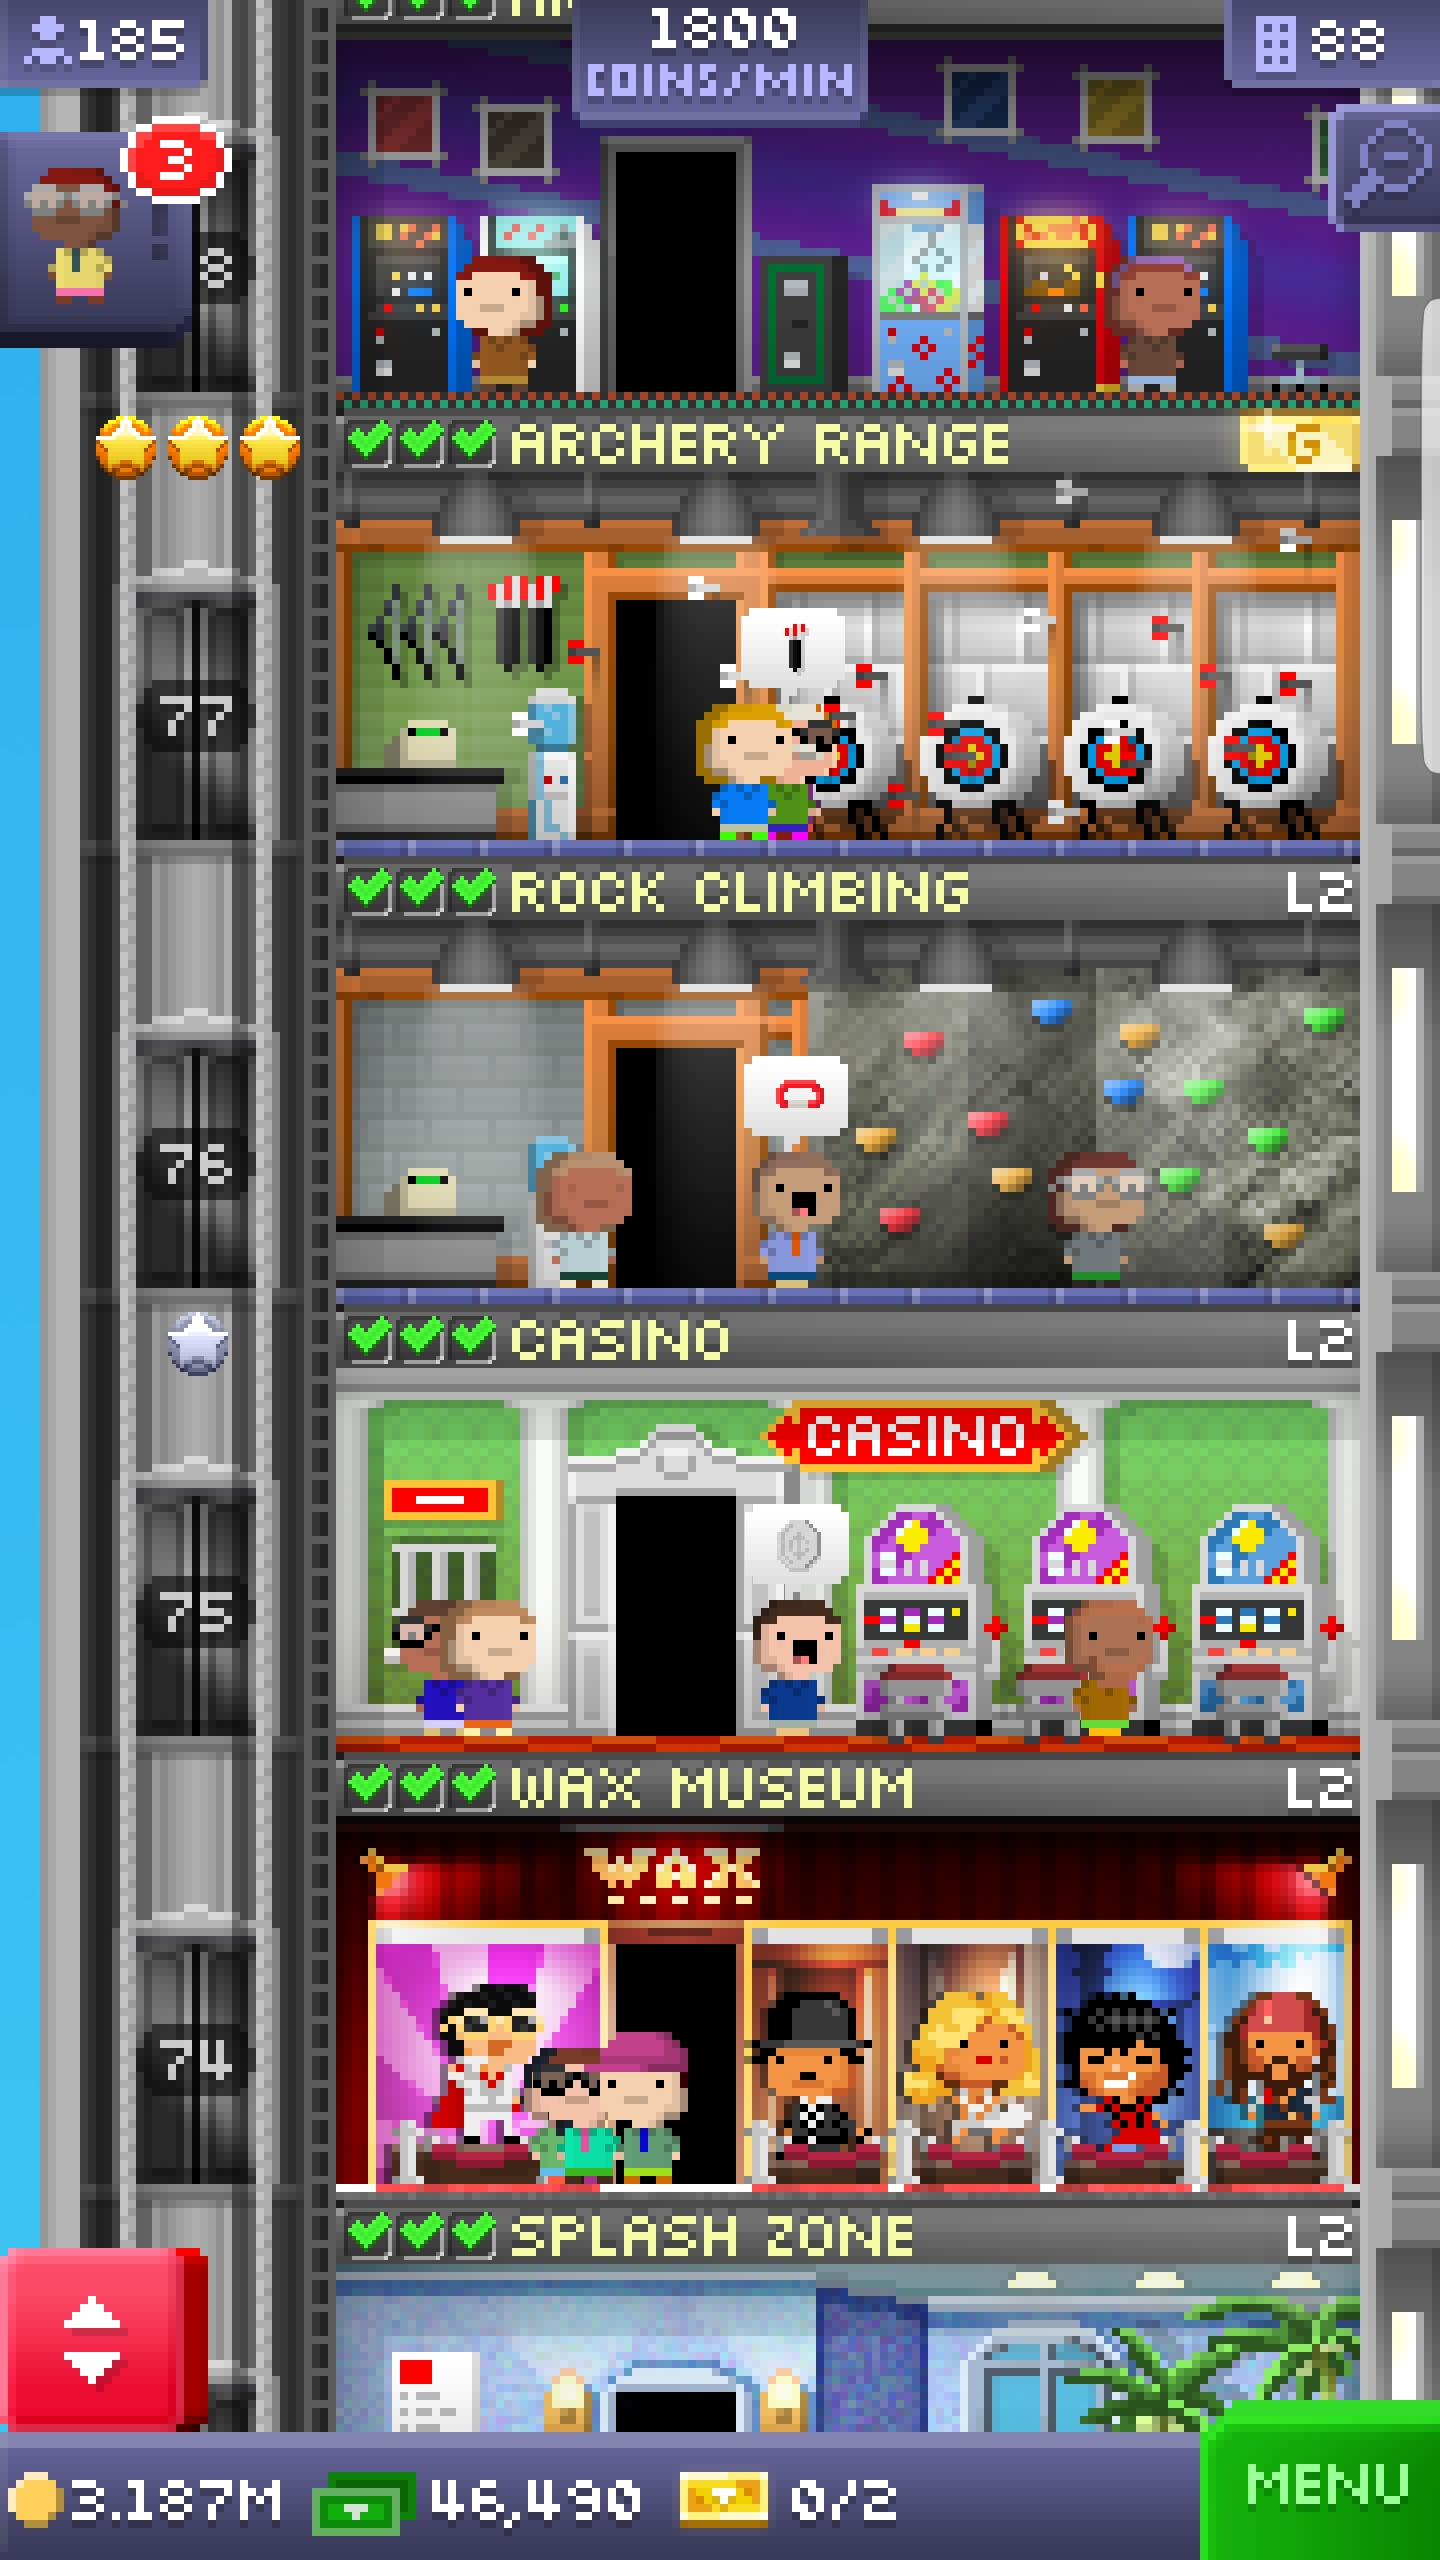 185
1800
COINS/MIN
88
3
8
ARCHERY RANGE
G
77
ROCK CLIMBING
L2
76
CASINO
L2
CASINO
75
WAX MUSEUM
L2
WAX
74
SPLASH ZONE
L2
3.187M
46,490
0/2
MENU